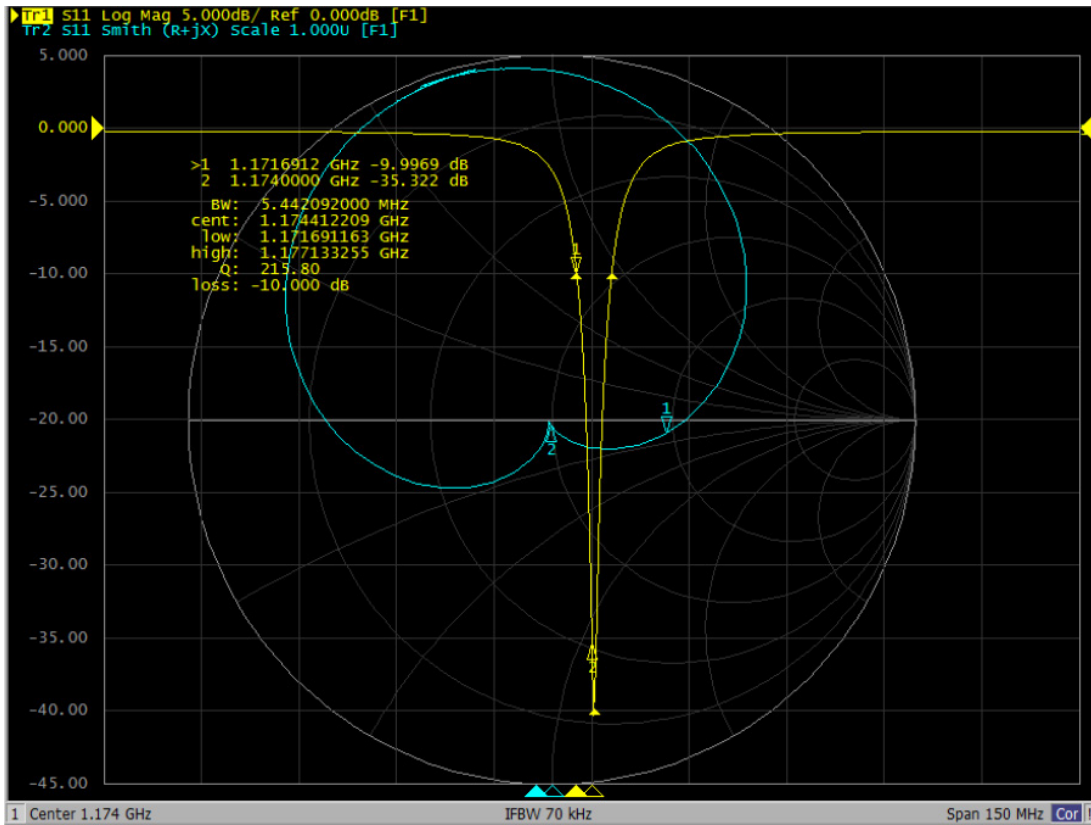 Tr1 S11 Log Mag 5.000dB/ Ref 0.000dB [F1]
Tr2 S11 Smith (R+jX) Scale 1.000U [F1]
5.000
0.000
>1 1.1716912 GHz -9.9969 dB
2 1.1740000 GHz -35.322 dB
-5.000
BW: 5.442092000 MHz
cent: 1.174412209 GHz
low: 1.171691163 GHz
high: 1.177133255 GHz
1
-10.00
Q: 215.80
loss: -10.000 dB
-15.00
1
-20.00
2
-25.00
-30.00
-35.00
2
-40.00
-45.00
1 Center 1.174 GHz IFBW 70 kHz Span 150 MHz Cor